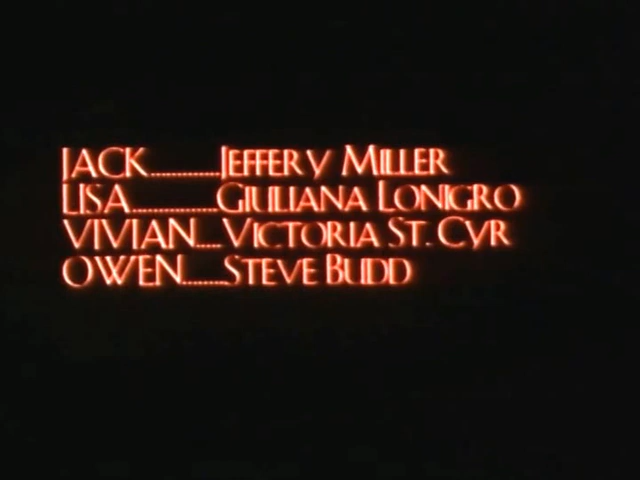 JACK............JEFFERY MILLER
LISA...............GIULIANA LONIGRO
VIVIAN....VICTORIA ST. CYR
OWEN.......STEVE BUDD